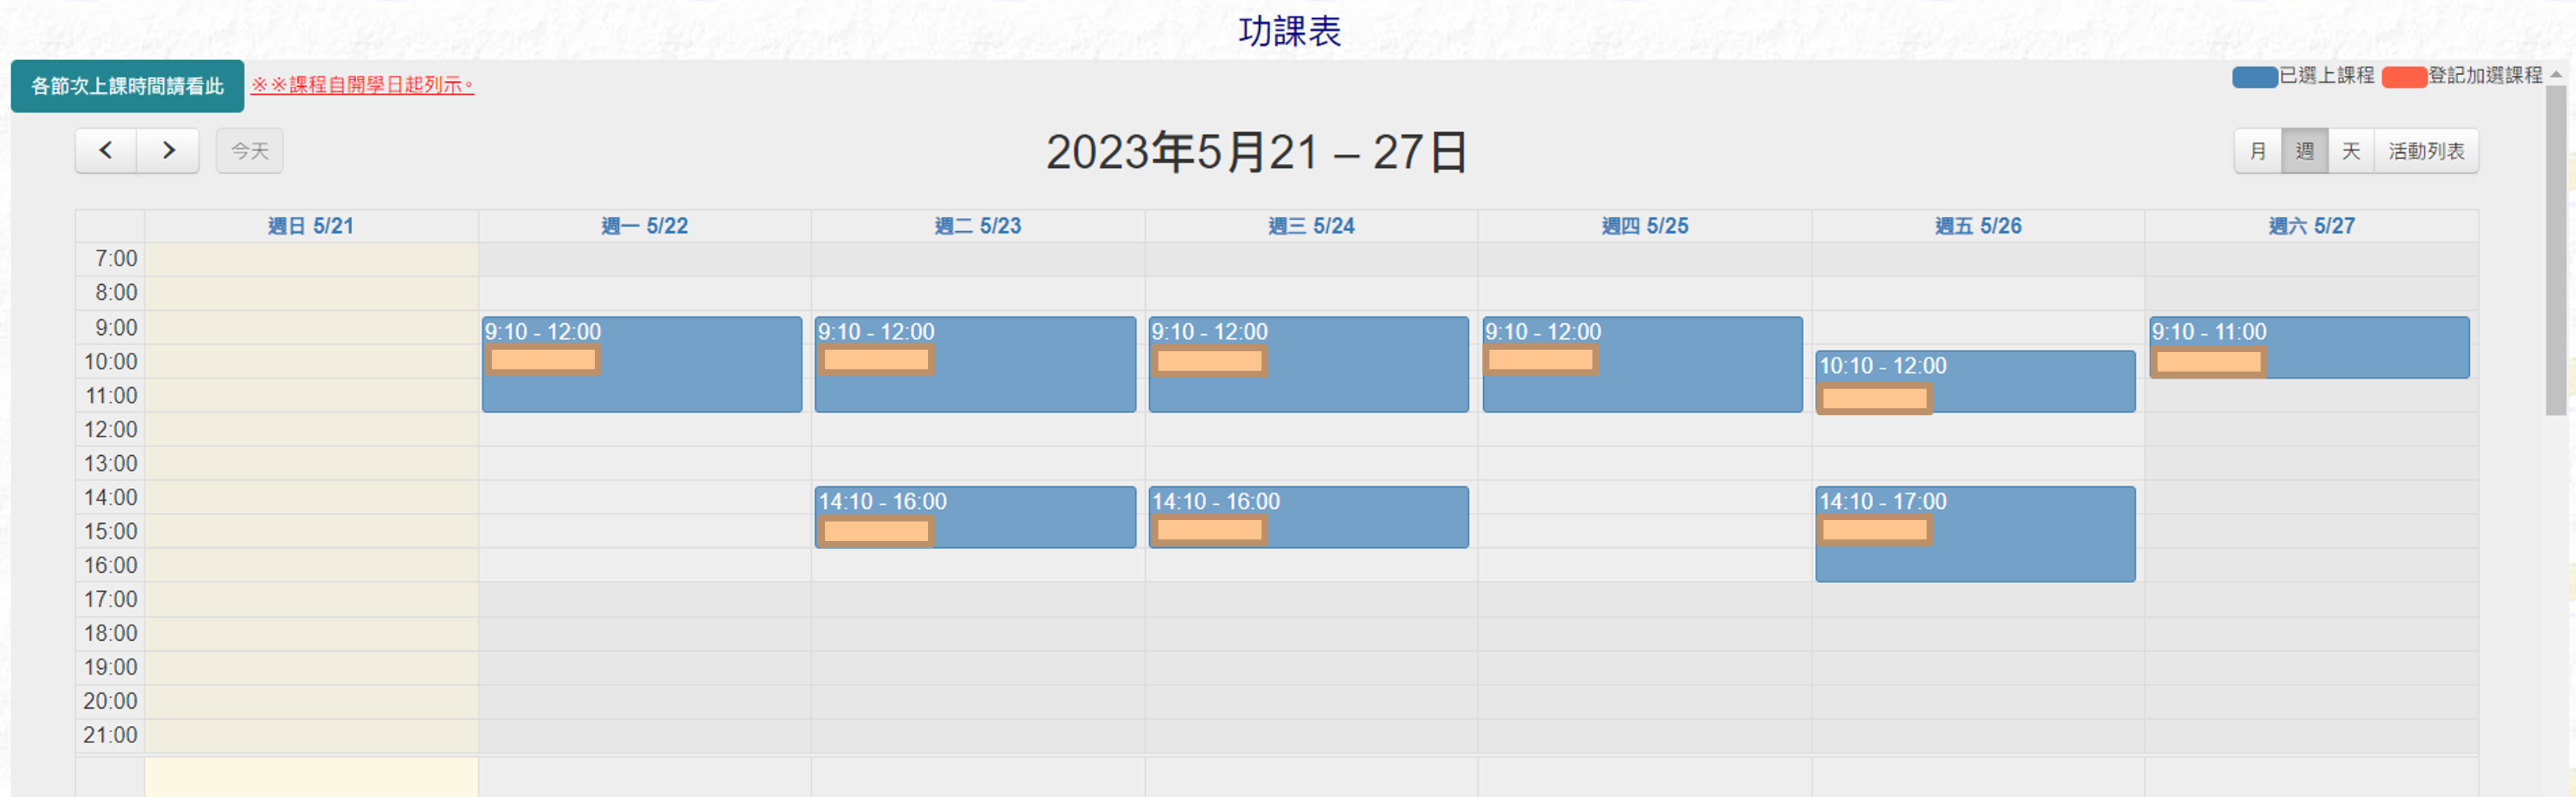 功課表
各節次上課時間請看此 ※※課程自開學日起列示。 已選上課程 登記加選課程
今天 2023年5月21 – 27日 月 週 天 活動列表
週日 5/21 週一 5/22 週二 5/23 週三 5/24 週四 5/25 週五 5/26 週六 5/27
7:00
8:00
9:00 9:10 - 12:00 9:10 - 12:00 9:10 - 12:00 9:10 - 12:00 9:10 - 11:00
10:00 10:10 - 12:00
11:00
12:00
13:00
14:00 14:10 - 16:00 14:10 - 16:00 14:10 - 17:00
15:00
16:00
17:00
18:00
19:00
20:00
21:00